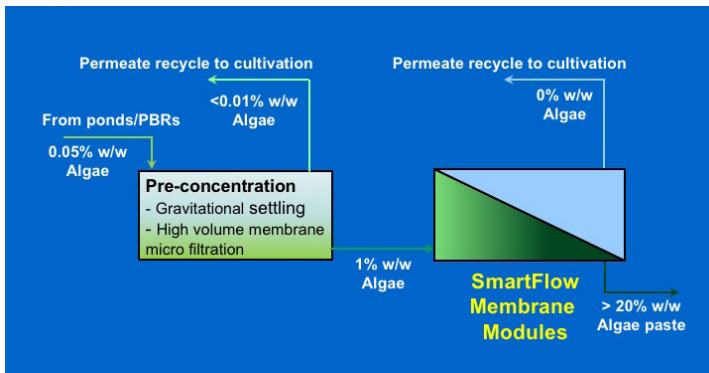 Permeate recycle to cultivation
<0.01% w/w
Algae
From ponds/PBRs
0.05% w/w
Algae
Pre-concentration
- Gravitational settling
- High volume membrane
micro filtration
1% w/w
Algae
Permeate recycle to cultivation
0% w/w
Algae
SmartFlow
Membrane
Modules
> 20% w/w
Algae paste